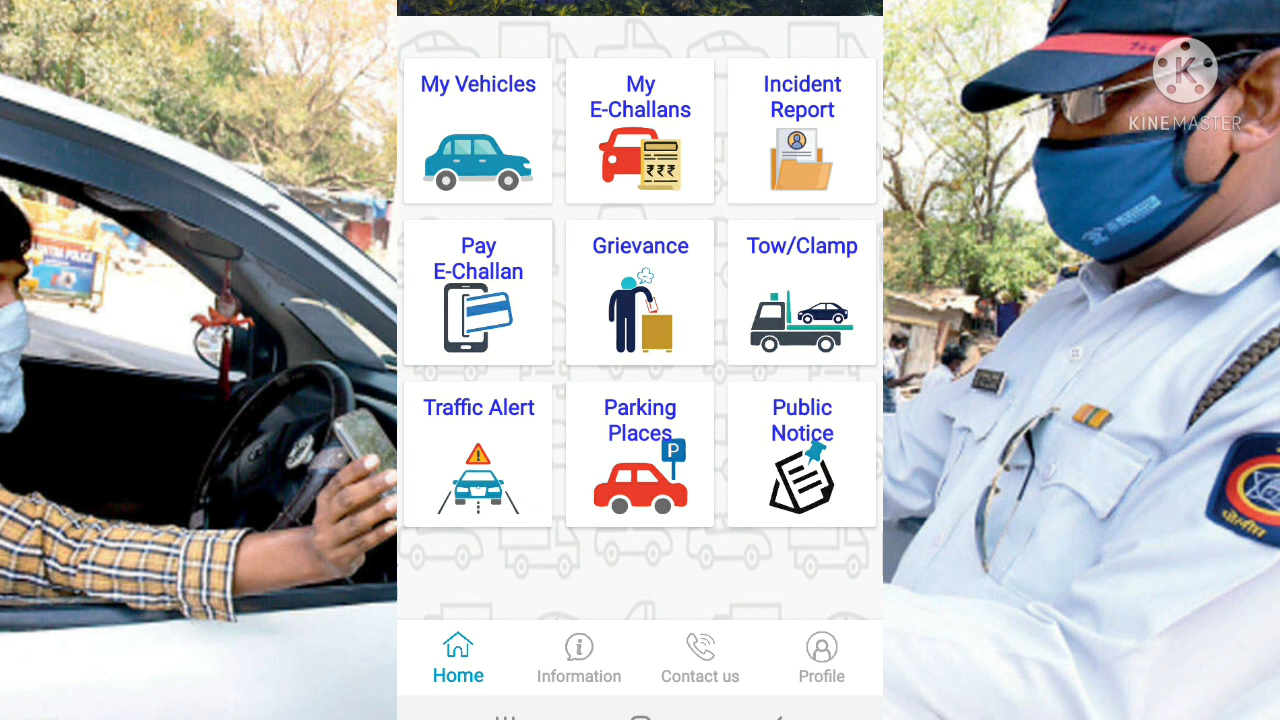 My Vehicles
My
E-Challans
₹₹₹
Incident
Report
Pay
E-Challan
Grievance
Tow/Clamp
Traffic Alert
Parking
Places
P
Public
Notice
Home
Information
Contact us
Profile
K
KINEMASTER
POLICE
पोलीस